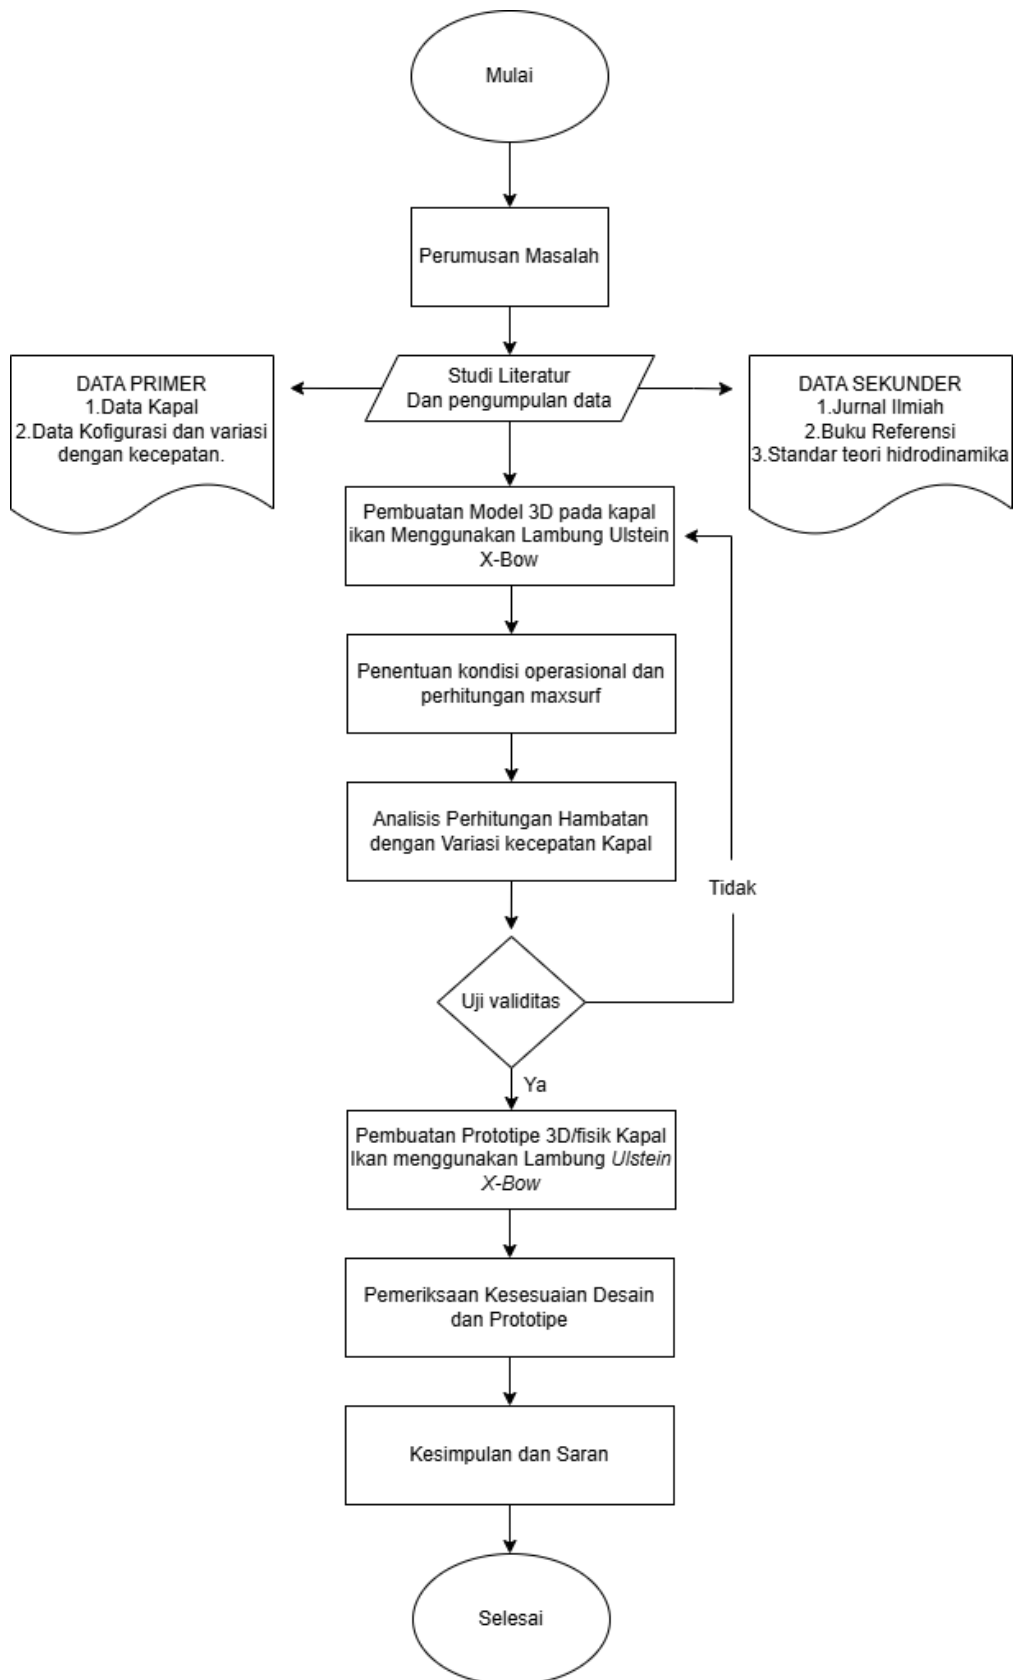 Mulai
Perumusan Masalah
DATA PRIMER
1.Data Kapal
2.Data Kofigurasi dan variasi
dengan kecepatan.
Studi Literatur
Dan pengumpulan data
DATA SEKUNDER
1.Jurnal Ilmiah
2.Buku Referensi
3.Standar teori hidrodinamika
Pembuatan Model 3D pada kapal
ikan Menggunakan Lambung Ulstein
X-Bow
Penentuan kondisi operasional dan
perhitungan maxsurf
Analisis Perhitungan Hambatan
dengan Variasi kecepatan Kapal
Tidak
Uji validitas
Ya
Pembuatan Prototipe 3D/fisik Kapal
Ikan menggunakan Lambung Ulstein
X-Bow
Pemeriksaan Kesesuaian Desain
dan Prototipe
Kesimpulan dan Saran
Selesai